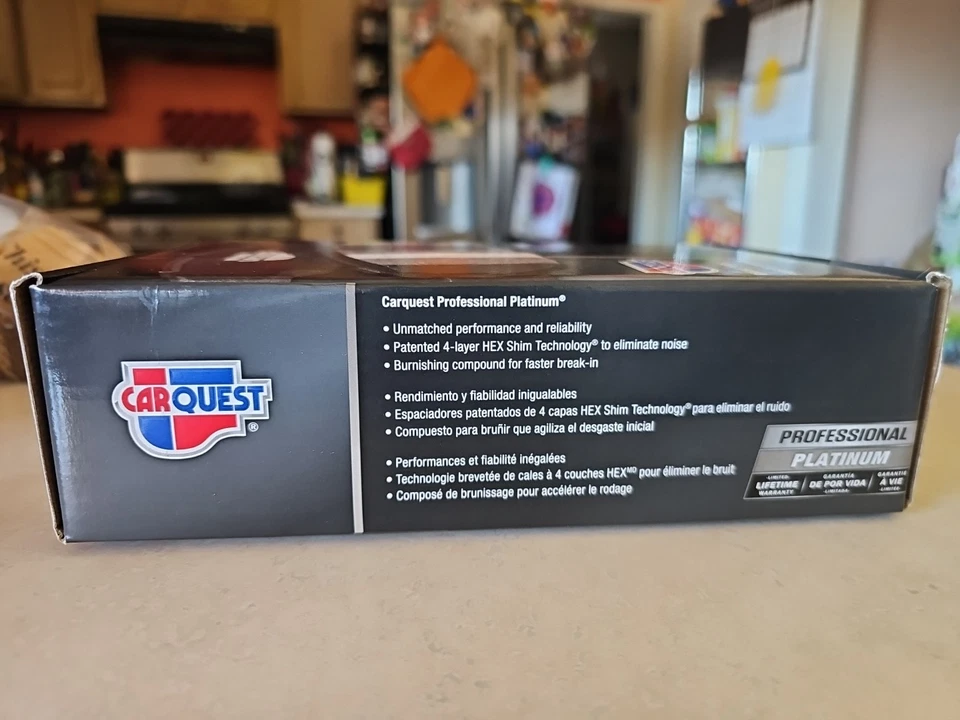 Carquest Professional Platinum®
• Unmatched performance and reliability
• Patented 4-layer HEX Shim Technology® to eliminate noise
• Burnishing compound for faster break-in
• Rendimiento y fiabilidad inigualables
• Espaciadores patentados de 4 capas HEX Shim Technology® para eliminar el ruido
• Compuesto para bruñir que agiliza el desgaste inicial
• Performances et fiabilité inégalées
• Technologie brevetée de cales à 4 couches HEXMD pour éliminer le bruit
• Composé de brunissage pour accélérer le rodage
CARQUEST®
PROFESSIONAL
PLATINUM
LIMITED LIFETIME WARRANTY
GARANTÍA DE POR VIDA LIMITADA
GARANTIE À VIE LIMITÉE